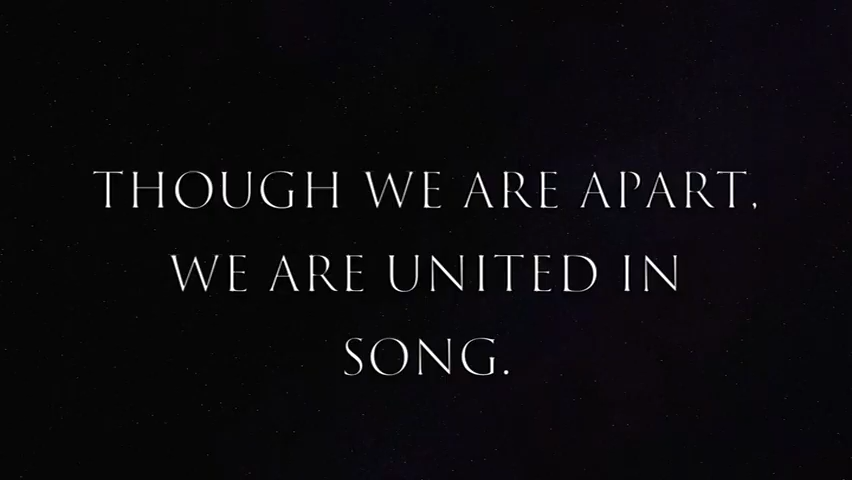 THOUGH WE ARE APART,
WE ARE UNITED IN
SONG.